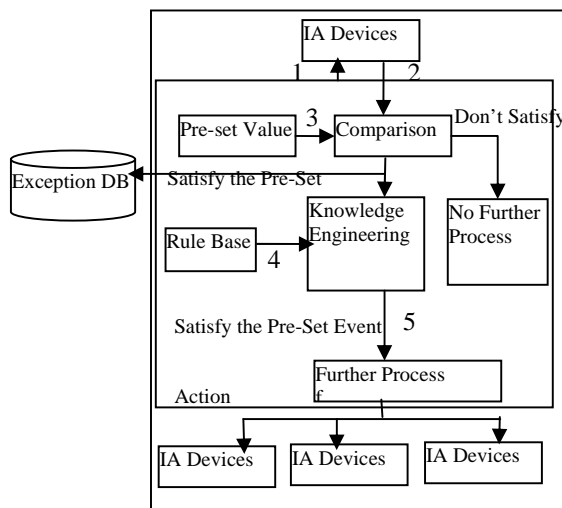 IA Devices
1
2
Pre-set Value
3
Comparison
Don't Satisfy
Exception DB
Satisfy the Pre-Set
Knowledge
Engineering
No Further
Process
Rule Base
4
Satisfy the Pre-Set Event
5
Further Process
f
Action
IA Devices
IA Devices
IA Devices